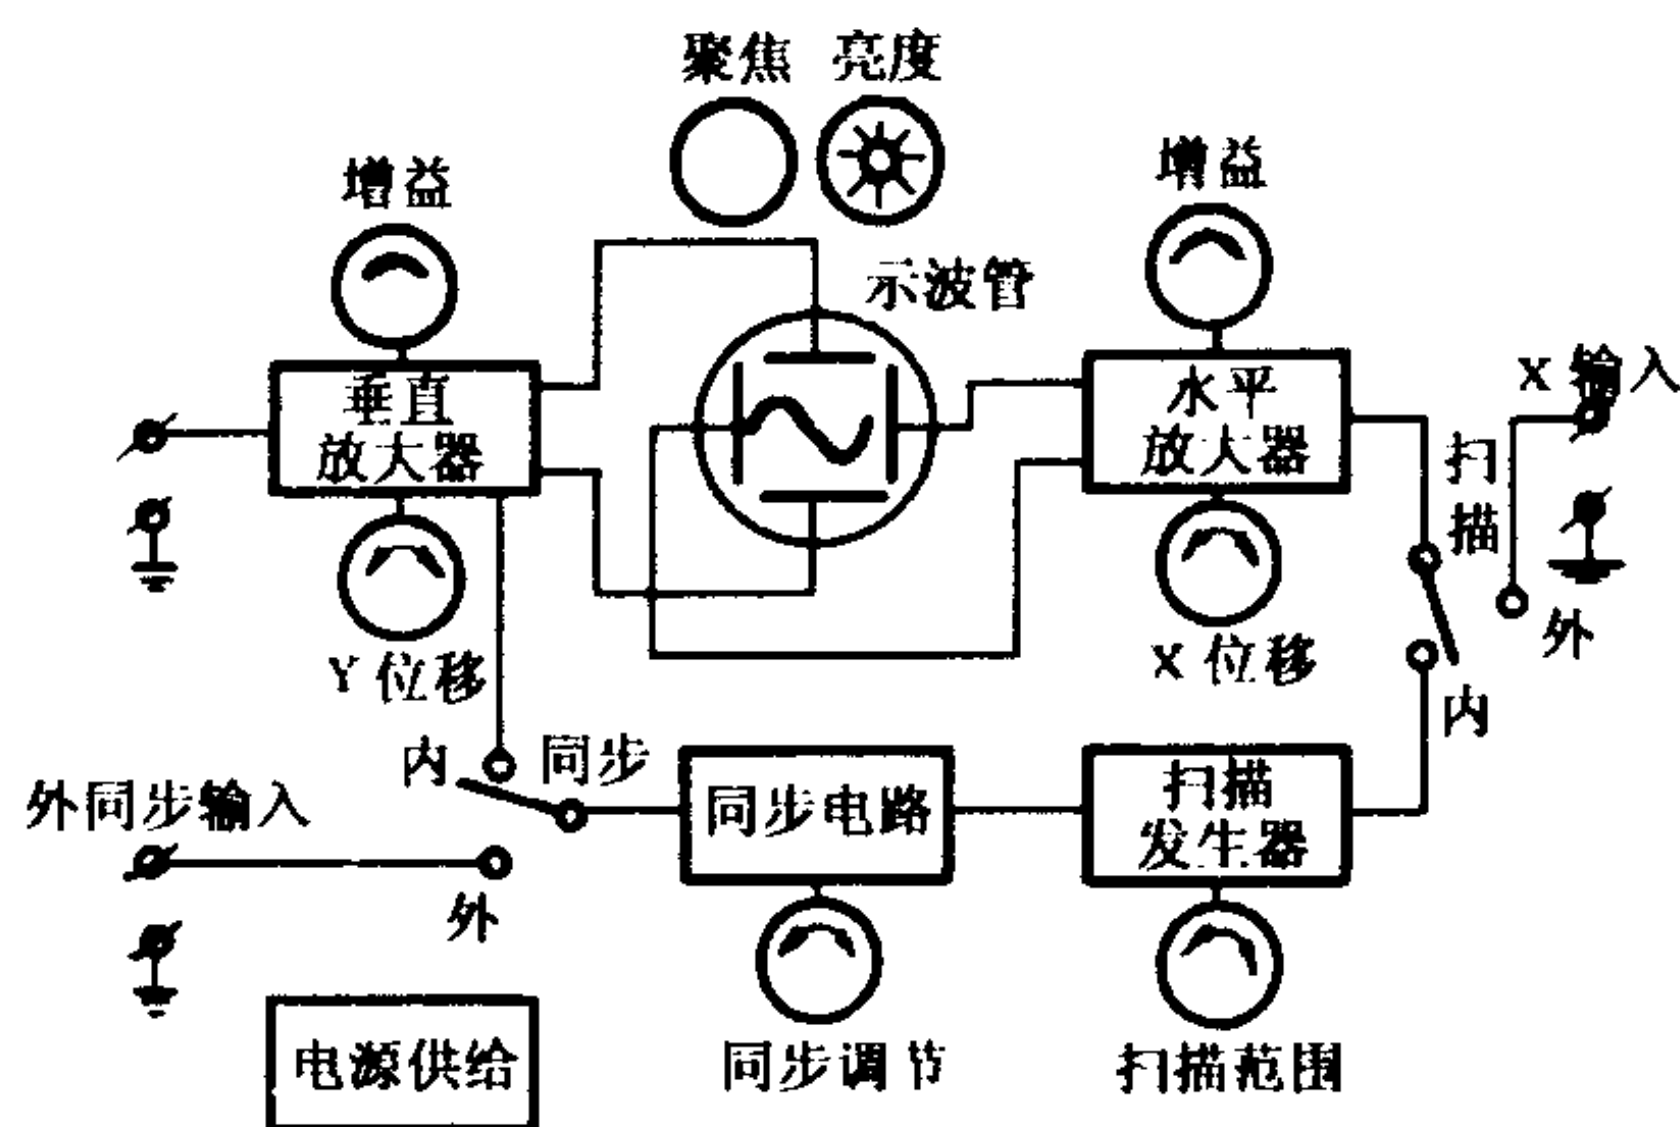 聚焦 亮度
增益
增益
示波管
垂直
放大器
水平
放大器
X 输入
扫
描
外
内
Y 位移
X 位移
内
同步
外同步输入
外
同步电路
扫描
发生器
电源供给
同步调节
扫描范围